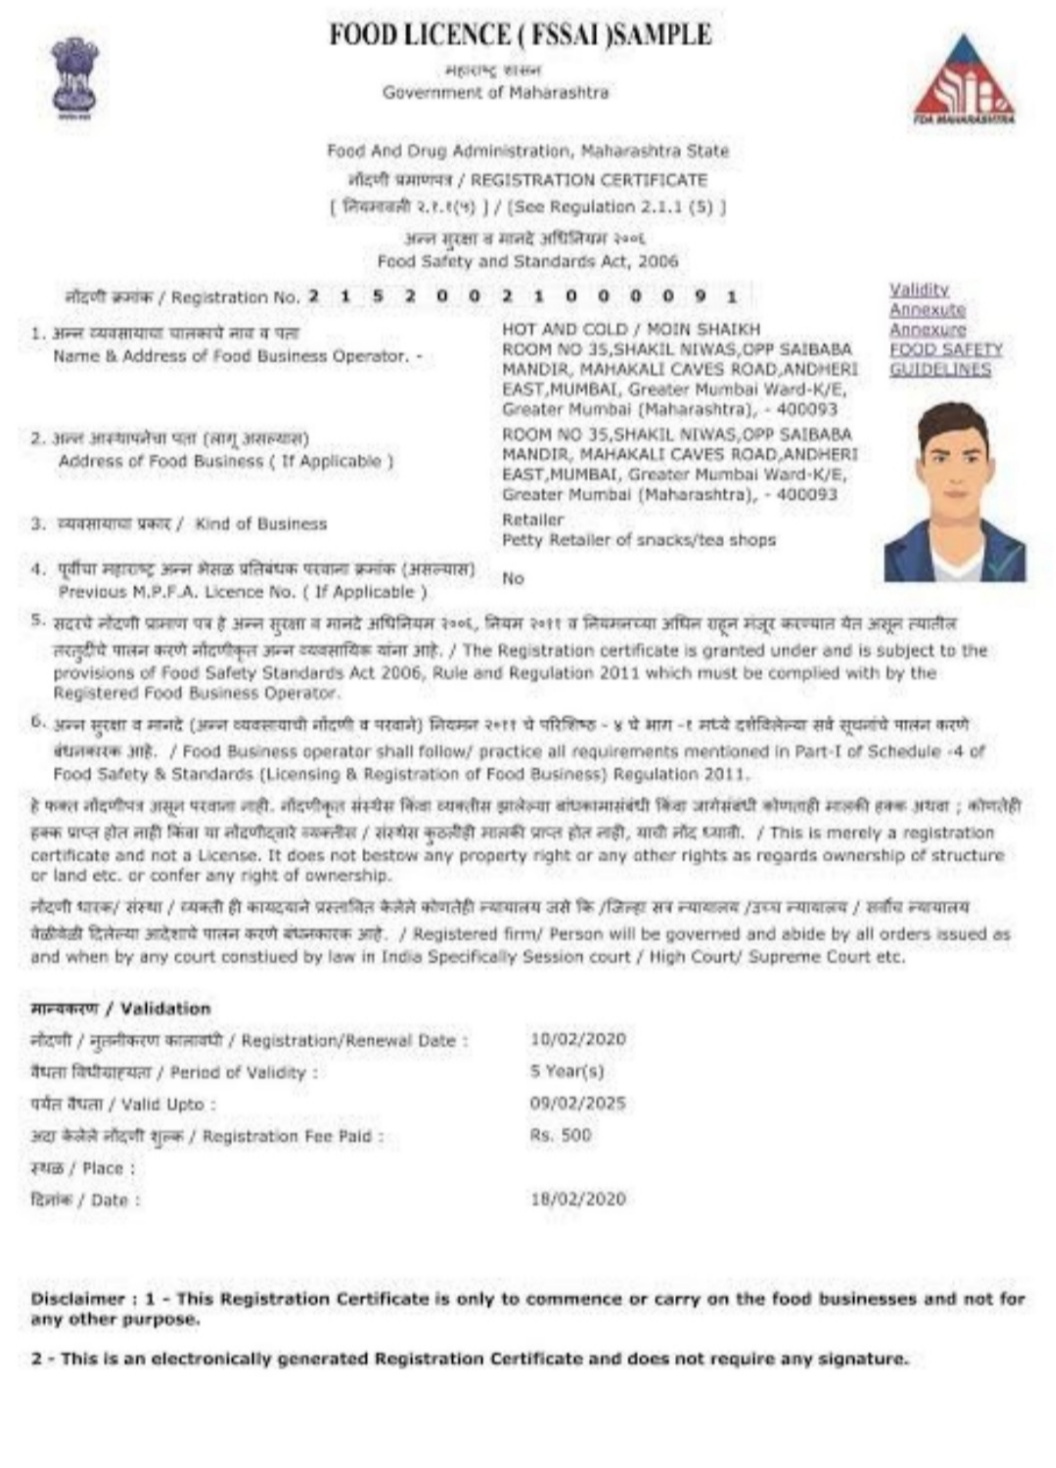 FOOD LICENCE ( FSSAI )SAMPLE
महाराष्ट्र शासन
Government of Maharashtra
FDA MAHARASHTRA
Food And Drug Administration, Maharashtra State
नोंदणी प्रमाणपत्र / REGISTRATION CERTIFICATE
[ नियमावली २.१.१(५) ] / [See Regulation 2.1.1 (5) ]
अन्न सुरक्षा व मानदे अधिनियम २००६
Food Safety and Standards Act, 2006
नोंदणी क्रमांक / Registration No. 2 1 5 2 0 0 2 1 0 0 0 0 9 1
Validity
Annexute
Annexure
FOOD SAFETY
GUIDELINES
1. अन्न व्यवसायाचा चालकाचे नाव व पता
Name & Address of Food Business Operator. -
HOT AND COLD / MOIN SHAIKH
ROOM NO 35,SHAKIL NIWAS,OPP SAIBABA
MANDIR, MAHAKALI CAVES ROAD,ANDHERI
EAST,MUMBAI, Greater Mumbai Ward-K/E,
Greater Mumbai (Maharashtra), - 400093
2. अन्न आस्थापनेचा पता (लागू असल्यास)
Address of Food Business ( If Applicable )
ROOM NO 35,SHAKIL NIWAS,OPP SAIBABA
MANDIR, MAHAKALI CAVES ROAD,ANDHERI
EAST,MUMBAI, Greater Mumbai Ward-K/E,
Greater Mumbai (Maharashtra), - 400093
3. व्यवसायाचा प्रकार / Kind of Business
Retailer
Petty Retailer of snacks/tea shops
4. पूर्वीचा महाराष्ट्र अन्न भेसळ प्रतिबंधक परवाना क्रमांक (असल्यास)
Previous M.P.F.A. Licence No. ( If Applicable )
No
5. सदरचे नोंदणी प्रामाण पत्र हे अन्न सुरक्षा व मानदे अधिनियम २००६, नियम २०११ व नियमनच्या अधिन राहून मंजूर करण्यात येत असून त्यातील
तरतुदींचे पालन करणे नोंदणीकृत अन्न व्यवसायिक यांना आहे. / The Registration certificate is granted under and is subject to the
provisions of Food Safety Standards Act 2006, Rule and Regulation 2011 which must be complied with by the
Registered Food Business Operator.
6. अन्न सुरक्षा व मानदे (अन्न व्यवसायाची नोंदणी व परवाने) नियमन २०११ चे परिशिष्ठ - ४ चे भाग -१ मध्ये दर्शविलेल्या सर्व सूचनांचे पालन करणे
बंधनकारक आहे. / Food Business operator shall follow/ practice all requirements mentioned in Part-I of Schedule -4 of
Food Safety & Standards (Licensing & Registration of Food Business) Regulation 2011.
हे फक्त नोंदणीपत्र असून परवाना नाही. नोंदणीकृत संस्थेस किंवा व्यक्तीस झालेल्या बांधकामासंबंधी किंवा जागेसंबंधी कोणताही मालकी हक्क अथवा ; कोणतेही
हक्क प्राप्त होत नाही किंवा या नोंदणीद्वारे व्यक्तीस / संस्थेस कुठलीही मालकी प्राप्त होत नाही, याची नोंद घ्यावी. / This is merely a registration
certificate and not a License. It does not bestow any property right or any other rights as regards ownership of structure
or land etc. or confer any right of ownership.
नोंदणी धारक/ संस्था / व्यक्ती ही कायदयाने प्रस्तावित केलेले कोणतेही न्यायालय जसे कि /जिल्हा सत्र न्यायालय /उच्च न्यायालय / सर्वोच न्यायालय
वेळीवेळी दिलेल्या आदेशाचे पालन करणे बंधनकारक आहे. / Registered firm/ Person will be governed and abide by all orders issued as
and when by any court constiued by law in India Specifically Session court / High Court/ Supreme Court etc.
मान्यकरण / Validation
नोंदणी / नुतनीकरण कालावधी / Registration/Renewal Date : 10/02/2020
वैधता / Period of Validity : 5 Year(s)
पर्यंत वैधता / Valid Upto : 09/02/2025
अदा केलेले नोंदणी शुल्क / Registration Fee Paid : Rs. 500
स्थळ / Place :
दिनांक / Date : 18/02/2020
Disclaimer : 1 - This Registration Certificate is only to commence or carry on the food businesses and not for
any other purpose.
2 - This is an electronically generated Registration Certificate and does not require any signature.